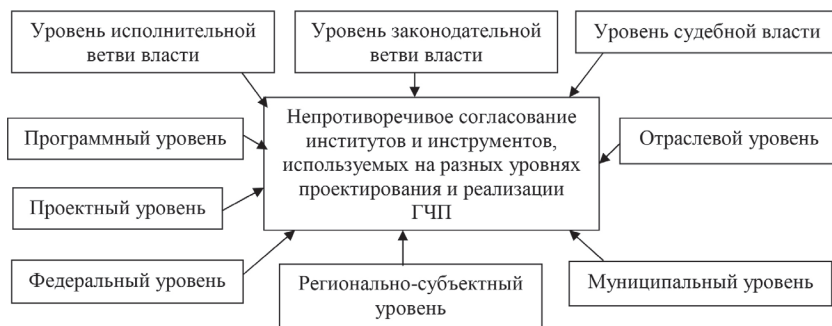 Уровень исполнительной
ветви власти
Уровень законодательной
ветви власти
Уровень судебной власти
Программный уровень
Проектный уровень
Непротиворечивое согласование
институтов и инструментов,
используемых на разных уровнях
проектирования и реализации
ГЧП
Отраслевой уровень
Федеральный уровень
Регионально-субъектный
уровень
Муниципальный уровень